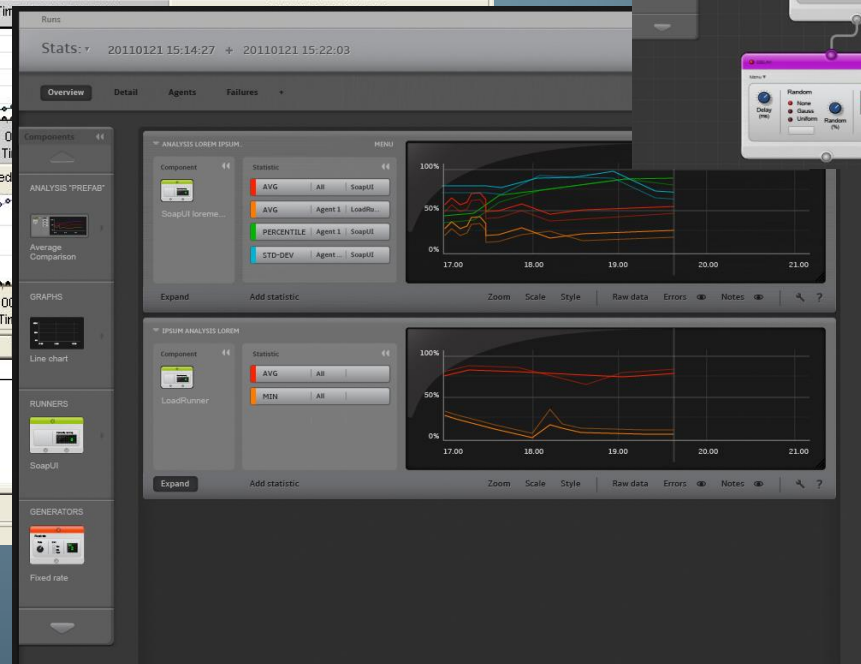 Runs
Stats: 20110121 15:14:27 + 20110121 15:22:03
Overview Detail Agents Failures +
Components
ANALYSIS "PREFAB"
Average
Comparison
GRAPHS
Line chart
RUNNERS
SoapUI
GENERATORS
Fixed rate
ANALYSIS LOREM IPSUM. MENU
Component Statistic
SoapUI loreme...
AVG All SoapUI
AVG Agent 1 LoadRu...
PERCENTILE Agent 1 SoapUI
STD-DEV Agent... SoapUI
100%
50%
0%
17.00 18.00 19.00 20.00 21.00
Expand Add statistic Zoom Scale Style Raw data Errors Notes ?
IPSUM ANALYSIS LOREM
Component Statistic
LoadRunner
AVG All
MIN All
100%
50%
0%
17.00 18.00 19.00 20.00 21.00
Expand Add statistic Zoom Scale Style Raw data Errors Notes ?
Menu
Delay
(ms)
Random
None
Gauss
Uniform
Random
(%)